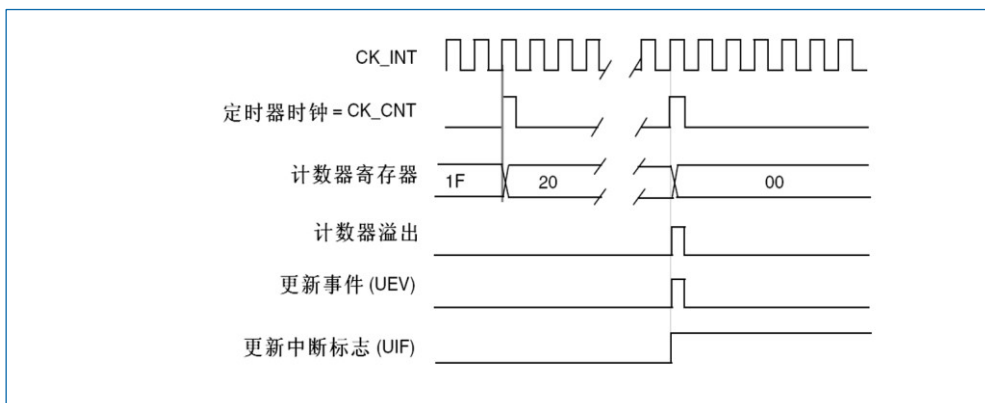 CK_INT
定时器时钟 = CK_CNT
计数器寄存器 1F 20 00
计数器溢出
更新事件 (UEV)
更新中断标志 (UIF)